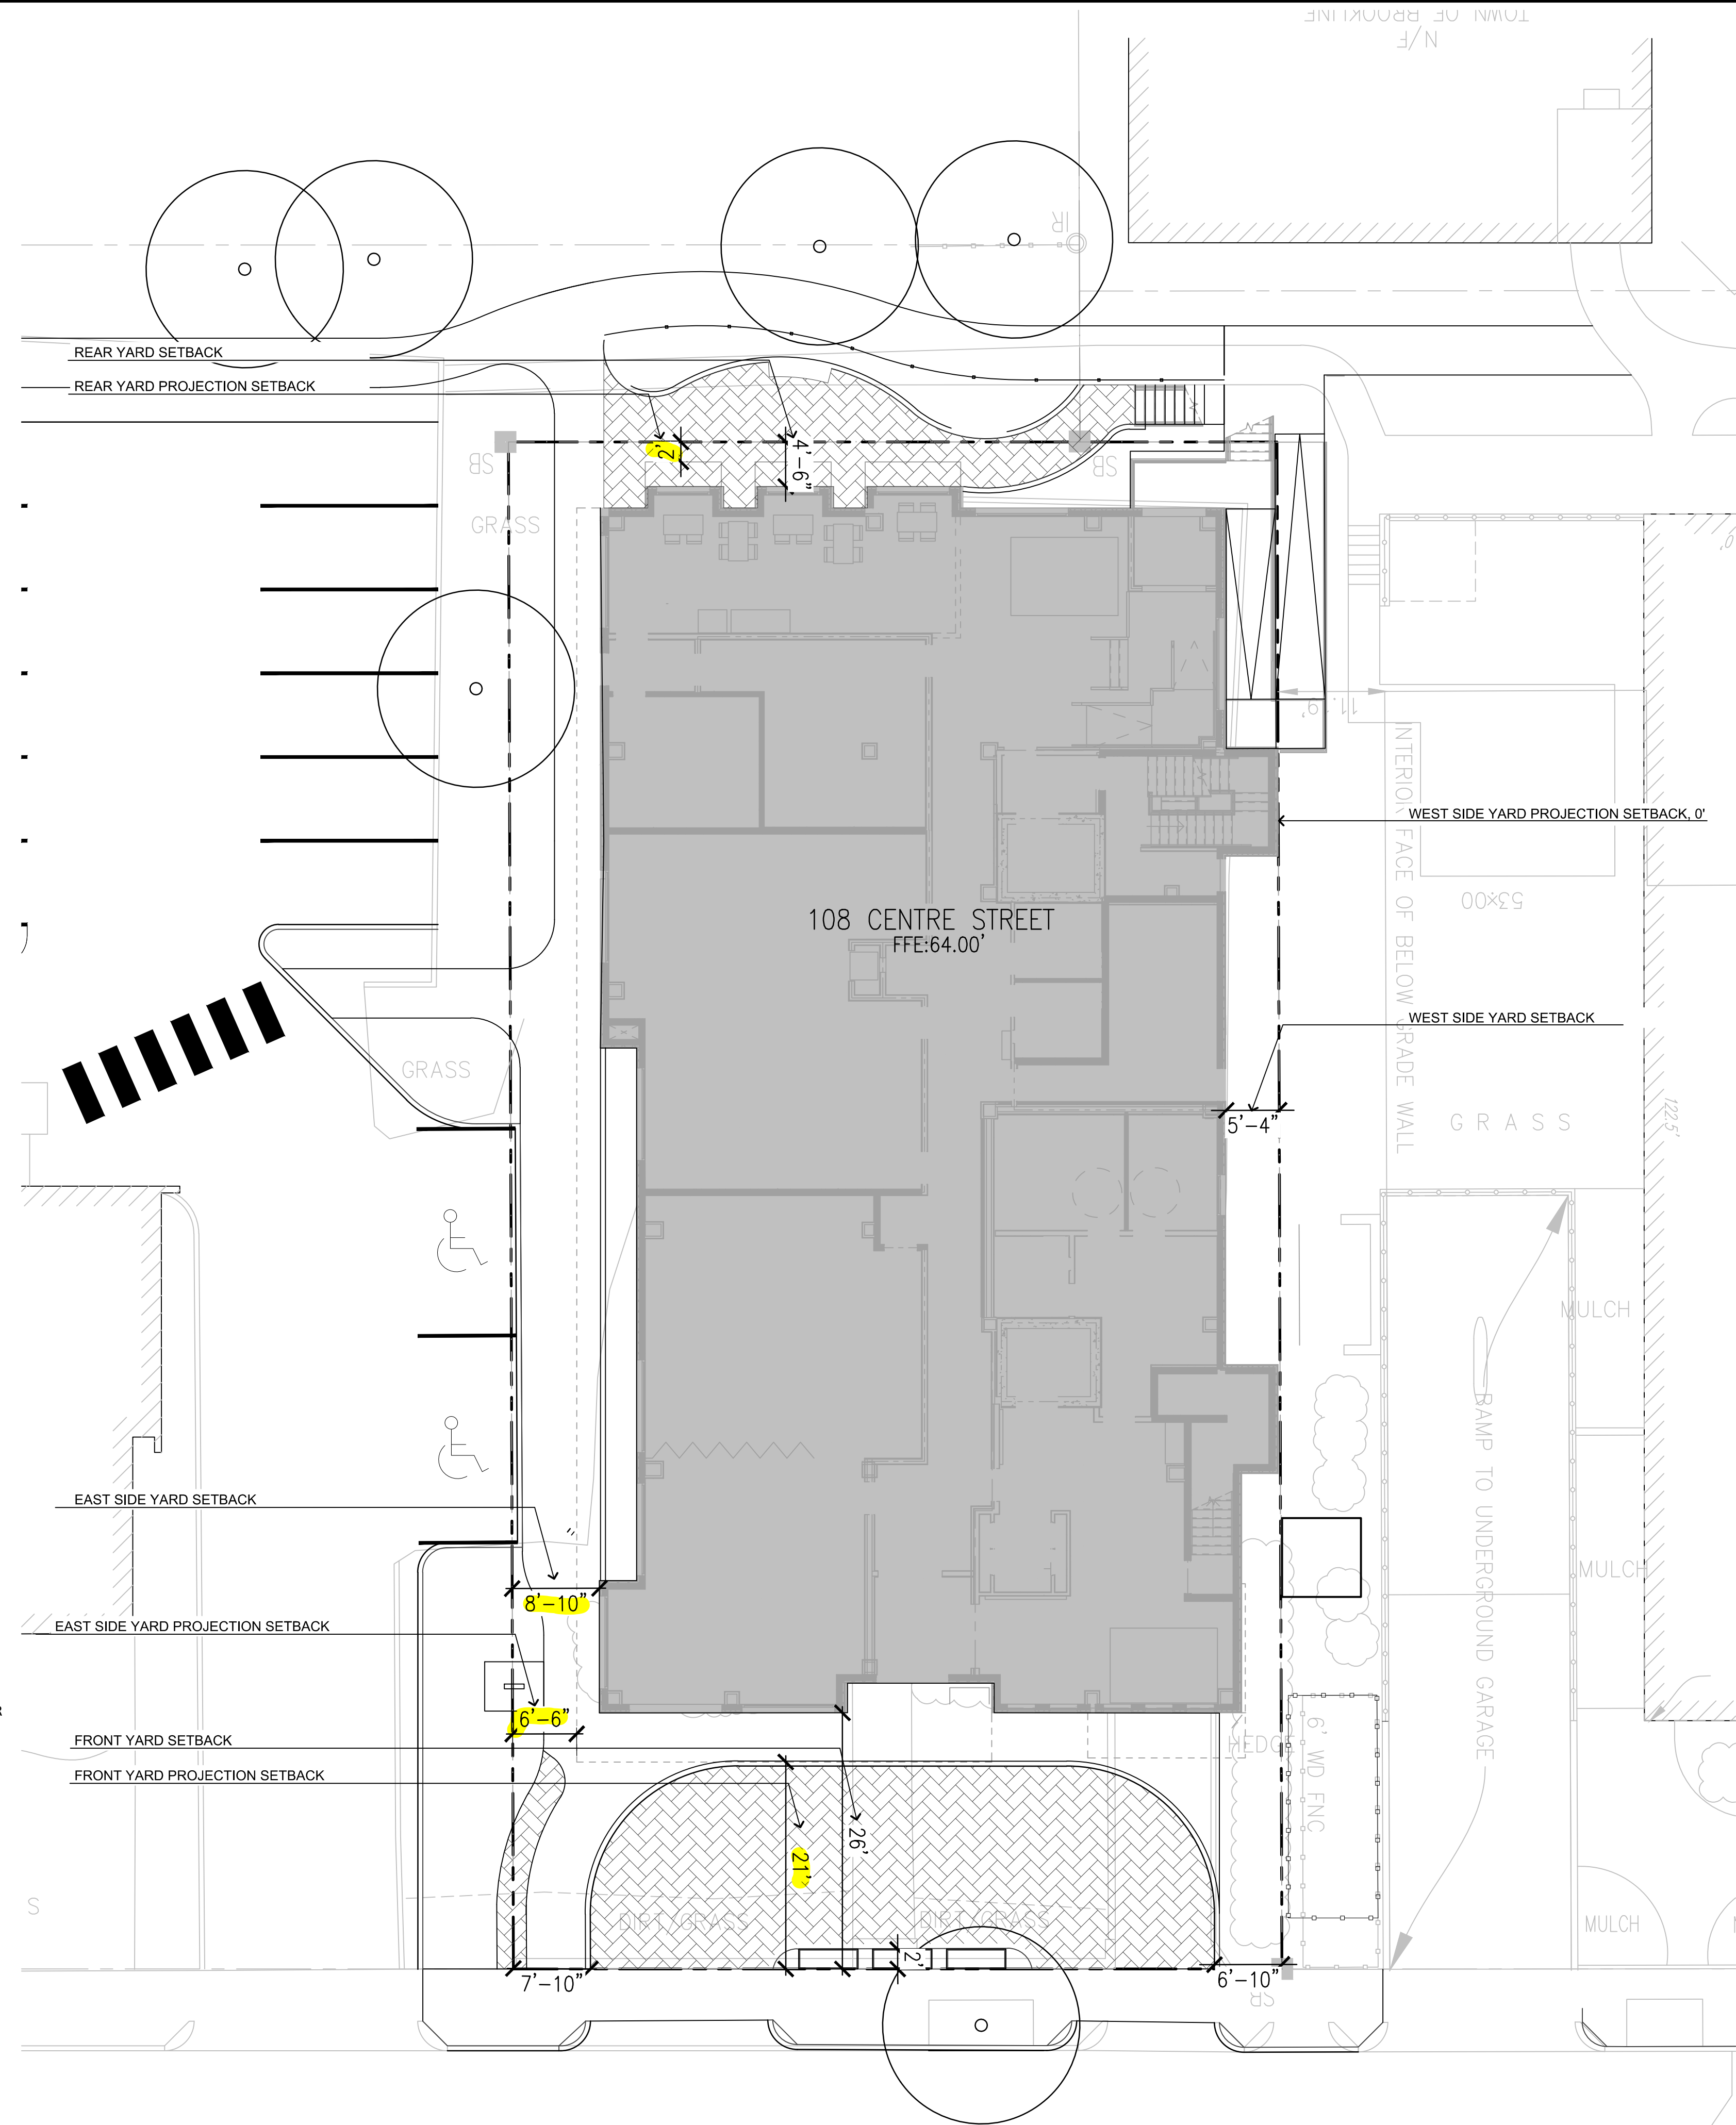 TOWN OF BROOKLINE
N/F
IR
REAR YARD SETBACK
REAR YARD PROJECTION SETBACK
2'
4'-6"
SB
SB
GRASS
11.19'
INTERIOR FACE OF BELOW GRADE WALL
WEST SIDE YARD PROJECTION SETBACK, 0'
53x00
108 CENTRE STREET
FFE:64.00'
WEST SIDE YARD SETBACK
GRASS
5'-4"
GRASS
122.5'
MULCH
RAMP TO UNDERGROUND GARAGE
EAST SIDE YARD SETBACK
MULCH
8'-10"
EAST SIDE YARD PROJECTION SETBACK
6'-6"
FRONT YARD SETBACK
HEDGE
6' WD FNC
FRONT YARD PROJECTION SETBACK
26'
21'
S
DIRT/GRASS
DIRT/GRASS
MULCH
2'
7'-10"
6'-10"
SB